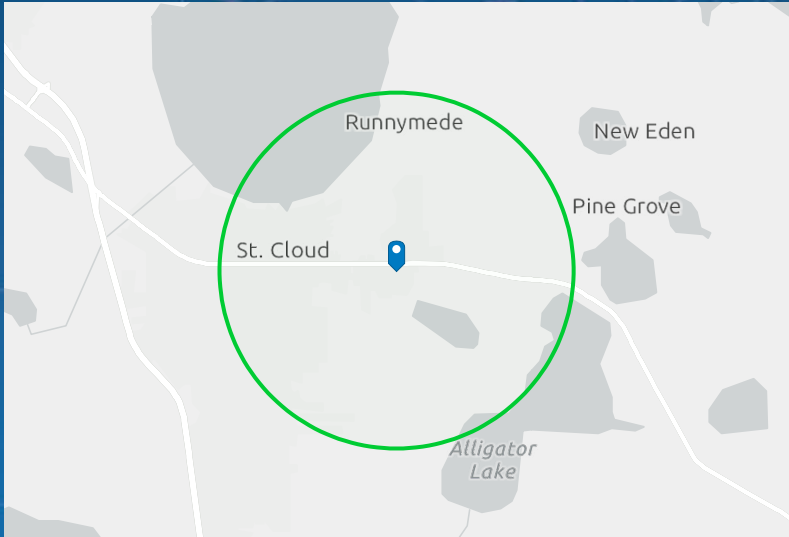 Runnymede
New Eden
Pine Grove
St. Cloud
Alligator
Lake